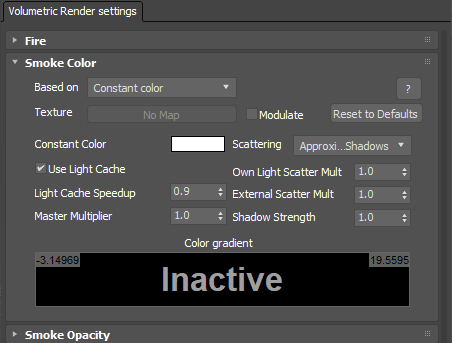 Volumetric Render settings
Fire
Smoke Color
Based on Constant color ?
Texture No Map Modulate Reset to Defaults
Constant Color Scattering Approxi...Shadows
Use Light Cache Own Light Scatter Mult 1.0
Light Cache Speedup 0.9 External Scatter Mult 1.0
Master Multiplier 1.0 Shadow Strength 1.0
Color gradient
-3.14969 19.5595
Inactive
Smoke Opacity